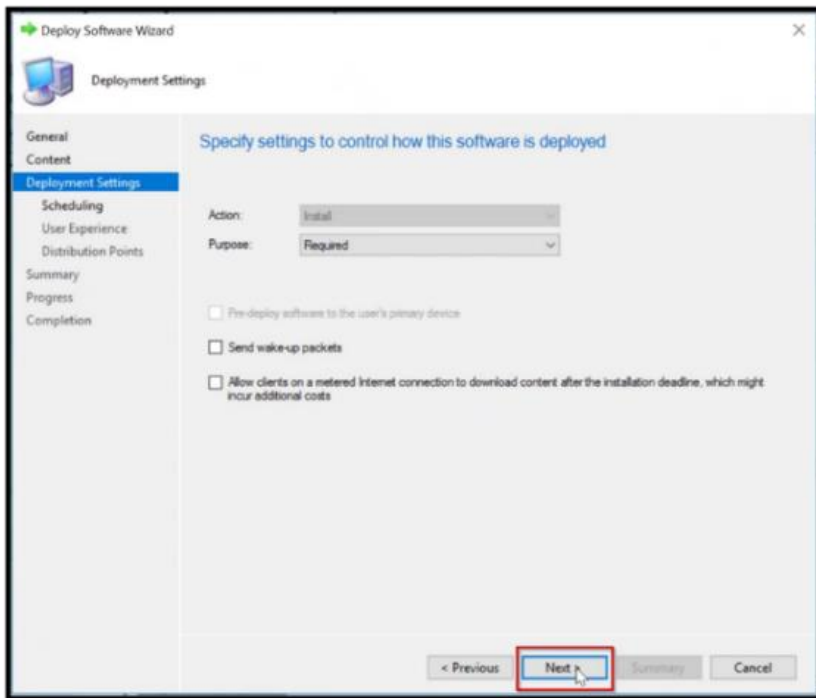 Deploy Software Wizard
Deployment Settings
General
Content
Deployment Settings
Scheduling
User Experience
Distribution Points
Summary
Progress
Completion
Specify settings to control how this software is deployed
Action: Install
Purpose: Required
Pre-deploy software to the user's primary device
Send wake-up packets
Allow clients on a metered Internet connection to download content after the installation deadline, which might
incur additional costs
< Previous Next > Summary Cancel